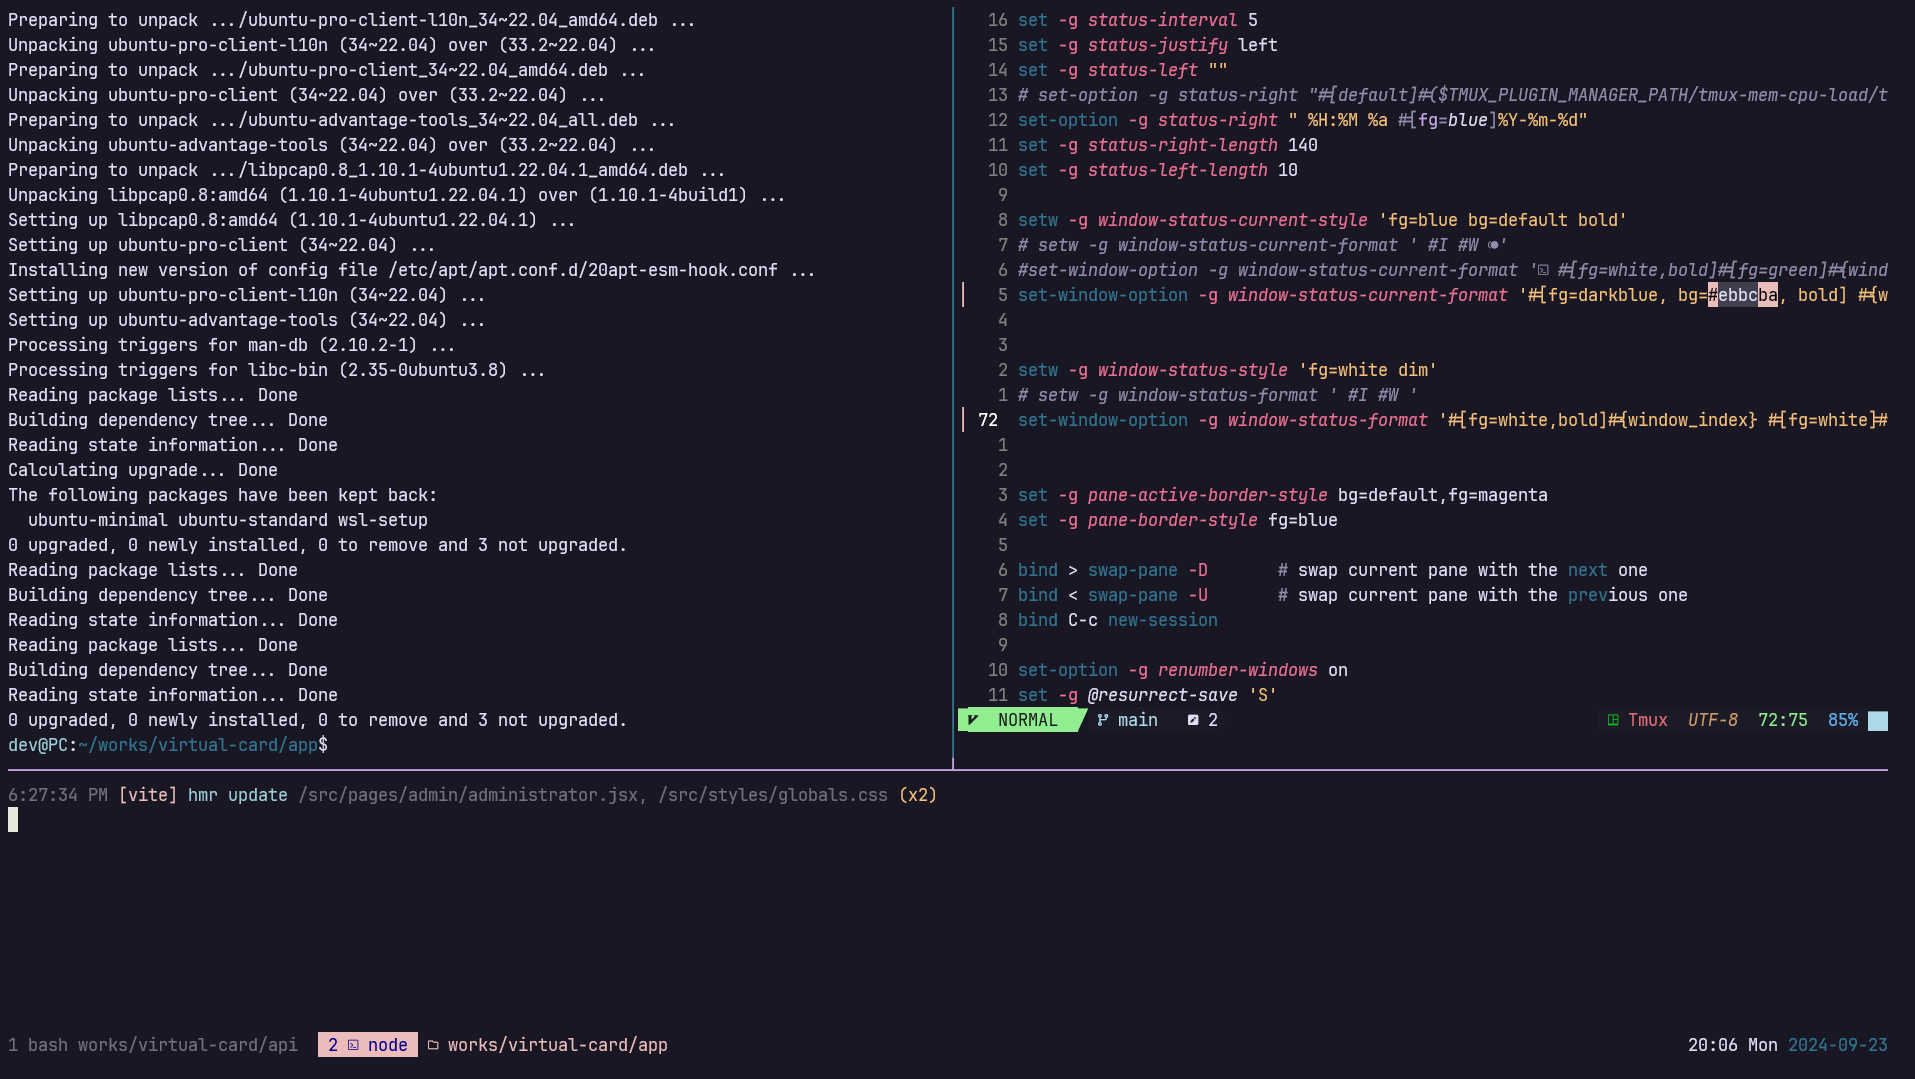 Preparing to unpack .../ubuntu-pro-client-l10n_34~22.04_amd64.deb ...
Unpacking ubuntu-pro-client-l10n (34~22.04) over (33.2~22.04) ...
Preparing to unpack .../ubuntu-pro-client_34~22.04_amd64.deb ...
Unpacking ubuntu-pro-client (34~22.04) over (33.2~22.04) ...
Preparing to unpack .../ubuntu-advantage-tools_34~22.04_all.deb ...
Unpacking ubuntu-advantage-tools (34~22.04) over (33.2~22.04) ...
Preparing to unpack .../libpcap0.8_1.10.1-4ubuntu1.22.04.1_amd64.deb ...
Unpacking libpcap0.8:amd64 (1.10.1-4ubuntu1.22.04.1) over (1.10.1-4build1) ...
Setting up libpcap0.8:amd64 (1.10.1-4ubuntu1.22.04.1) ...
Setting up ubuntu-pro-client (34~22.04) ...
Installing new version of config file /etc/apt/apt.conf.d/20apt-esm-hook.conf ...
Setting up ubuntu-pro-client-l10n (34~22.04) ...
Setting up ubuntu-advantage-tools (34~22.04) ...
Processing triggers for man-db (2.10.2-1) ...
Processing triggers for libc-bin (2.35-0ubuntu3.8) ...
Reading package lists... Done
Building dependency tree... Done
Reading state information... Done
Calculating upgrade... Done
The following packages have been kept back:
  ubuntu-minimal ubuntu-standard wsl-setup
0 upgraded, 0 newly installed, 0 to remove and 3 not upgraded.
Reading package lists... Done
Building dependency tree... Done
Reading state information... Done
Reading package lists... Done
Building dependency tree... Done
Reading state information... Done
0 upgraded, 0 newly installed, 0 to remove and 3 not upgraded.
dev@PC:~/works/virtual-card/app$
16 set -g status-interval 5
15 set -g status-justify left
14 set -g status-left ""
13 # set-option -g status-right "#[default]#($TMUX_PLUGIN_MANAGER_PATH/tmux-mem-cpu-load/t
12 set-option -g status-right " %H:%M %a #[fg=blue]%Y-%m-%d"
11 set -g status-right-length 140
10 set -g status-left-length 10
9
8 setw -g window-status-current-style 'fg=blue bg=default bold'
7 # setw -g window-status-current-format ' #I #W '
6 #set-window-option -g window-status-current-format ' #[fg=white,bold]#[fg=green]#{wind
5 set-window-option -g window-status-current-format '#[fg=darkblue, bg=#ebbcba, bold] #{w
4
3
2 setw -g window-status-style 'fg=white dim'
1 # setw -g window-status-format ' #I #W '
72 set-window-option -g window-status-format '#[fg=white,bold]#{window_index} #[fg=white]#
1
2
3 set -g pane-active-border-style bg=default,fg=magenta
4 set -g pane-border-style fg=blue
5
6 bind > swap-pane -D       # swap current pane with the next one
7 bind < swap-pane -U       # swap current pane with the previous one
8 bind C-c new-session
9
10 set-option -g renumber-windows on
11 set -g @resurrect-save 'S'
NORMAL main 2 Tmux UTF-8 72:75 85%
6:27:34 PM [vite] hmr update /src/pages/admin/administrator.jsx, /src/styles/globals.css (x2)
1 bash works/virtual-card/api 2 node works/virtual-card/app 20:06 Mon 2024-09-23